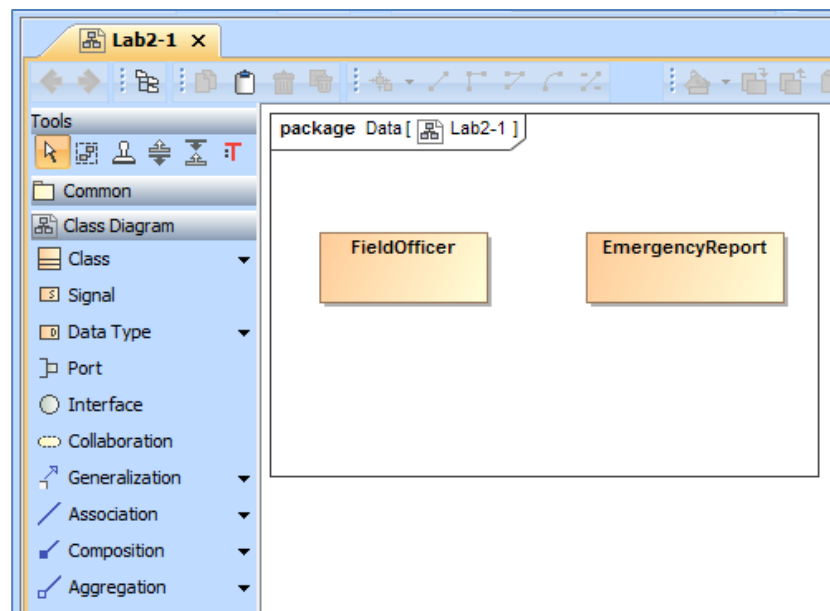 Lab2-1
Tools
Common
Class Diagram
Class
Signal
Data Type
Port
Interface
Collaboration
Generalization
Association
Composition
Aggregation
package Data[ Lab2-1 ]
FieldOfficer
EmergencyReport